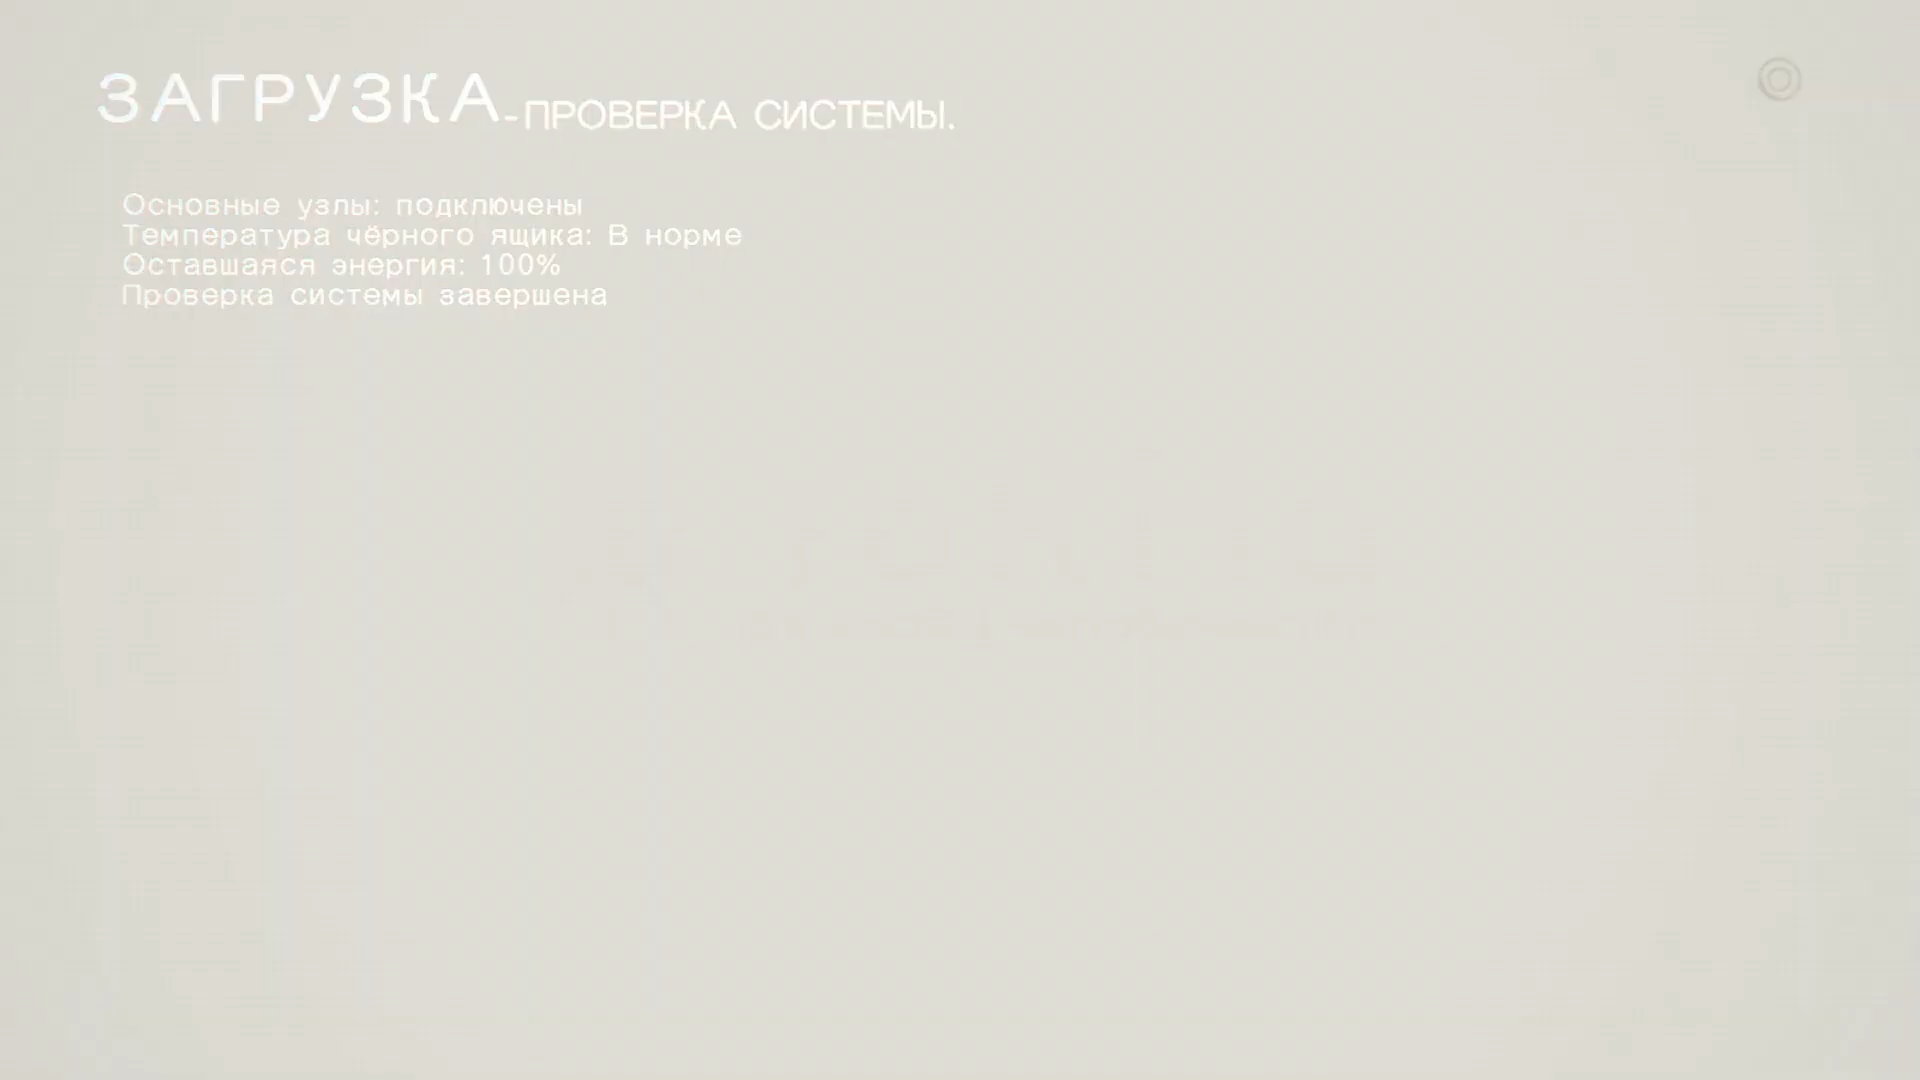 ЗАГРУЗКА-ПРОВЕРКА СИСТЕМЫ.
Основные узлы: подключены
Температура чёрного ящика: В норме
Оставшаяся энергия: 100%
Проверка системы завершена